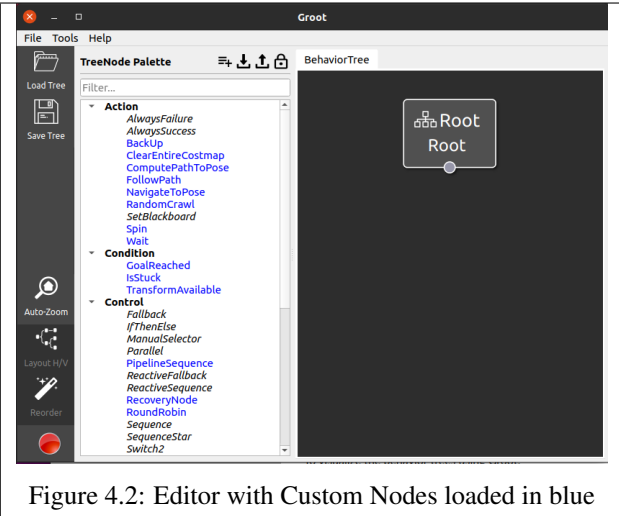 Groot
File Tools Help
Load Tree
Save Tree
Auto-Zoom
Layout H/V
Reorder
TreeNode Palette
Filter...
Action
AlwaysFailure
AlwaysSuccess
BackUp
ClearEntireCostmap
ComputePathToPose
FollowPath
NavigateToPose
RandomCrawl
SetBlackboard
Spin
Wait
Condition
GoalReached
IsStuck
TransformAvailable
Control
Fallback
IfThenElse
ManualSelector
Parallel
PipelineSequence
ReactiveFallback
ReactiveSequence
RecoveryNode
RoundRobin
Sequence
SequenceStar
Switch2
BehaviorTree
Root
Root
Figure 4.2: Editor with Custom Nodes loaded in blue